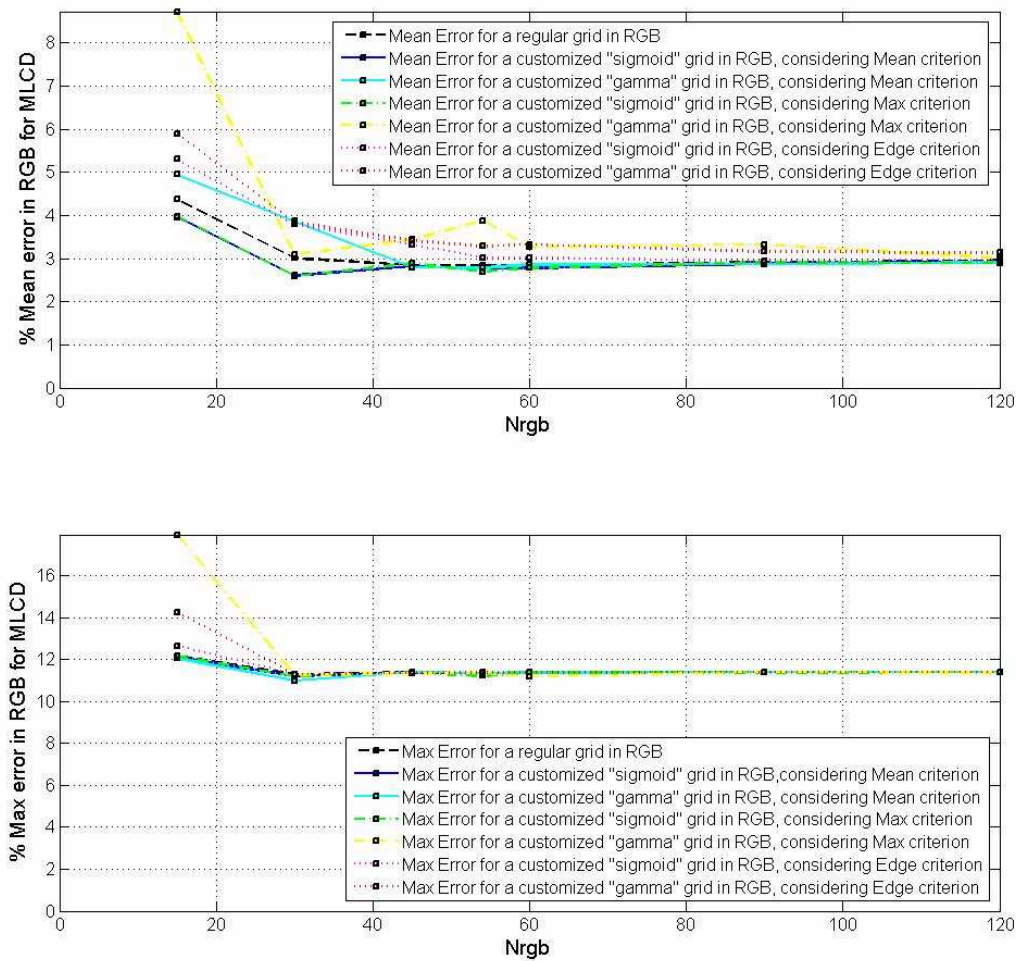 % Mean error in RGB for MLCD
8
7
6
5
4
3
2
1
0
Mean Error for a regular grid in RGB
Mean Error for a customized "sigmoid" grid in RGB, considering Mean criterion
Mean Error for a customized "gamma" grid in RGB, considering Mean criterion
Mean Error for a customized "sigmoid" grid in RGB, considering Max criterion
Mean Error for a customized "gamma" grid in RGB, considering Max criterion
Mean Error for a customized "sigmoid" grid in RGB, considering Edge criterion
Mean Error for a customized "gamma" grid in RGB, considering Edge criterion
0 20 40 60 80 100 120
Nrgb
% Max error in RGB for MLCD
16
14
12
10
8
6
4
2
0
Max Error for a regular grid in RGB
Max Error for a customized "sigmoid" grid in RGB,considering Mean criterion
Max Error for a customized "gamma" grid in RGB, considering Mean criterion
Max Error for a customized "sigmoid" grid in RGB, considering Max criterion
Max Error for a customized "gamma" grid in RGB, considering Max criterion
Max Error for a customized "sigmoid" grid in RGB, considering Edge criterion
Max Error for a customized "gamma" grid in RGB, considering Edge criterion
0 20 40 60 80 100 120
Nrgb